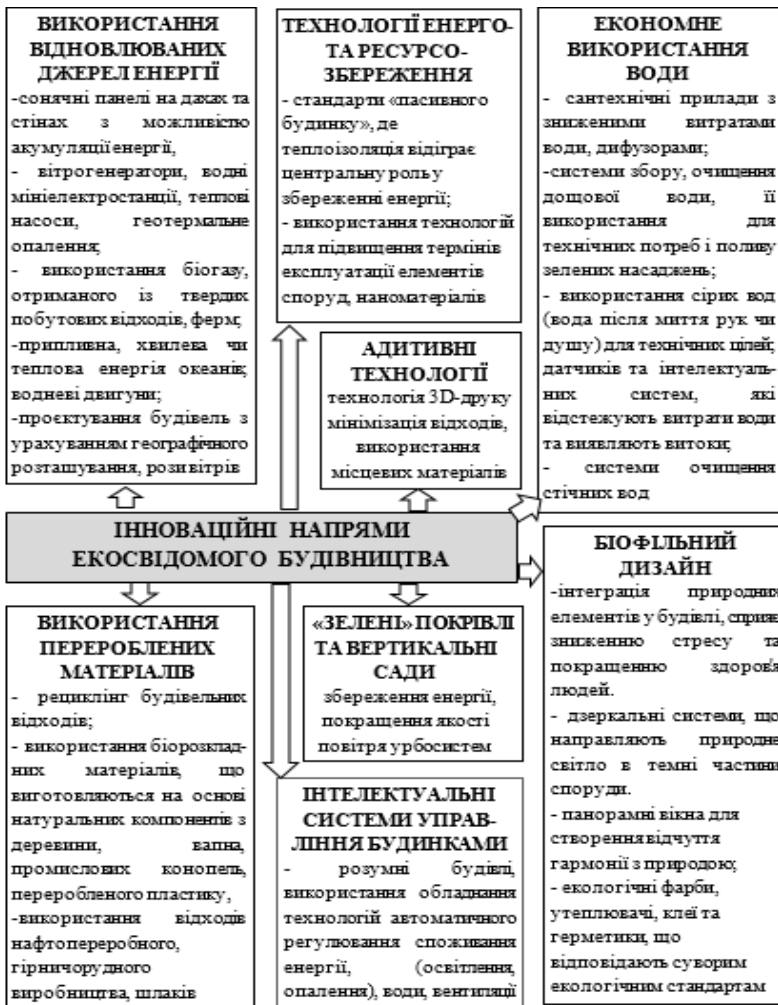 ВИКОРИСТАННЯ
ВІДНОВЛЮВАНИХ
ДЖЕРЕЛ ЕНЕРГІЇ
-сонячні панелі на дахах та
стінах з можливістю
акумуляції енергії,
- вітрогенератори, водні
мініелектростанції, теплові
насоси, геотермальне
опалення;
- використання біогазу,
отриманого із твердих
побутових відходів, ферм;
-припливна, хвилева чи
теплова енергія океанів;
водневі двигуни;
-проєктування будівель з
урахуванням географічного
розташування, рози вітрів
ТЕХНОЛОГІЇ ЕНЕРГО-
ТА РЕСУРСО-
ЗБЕРЕЖЕННЯ
- стандарти «пасивного
будинку», де
теплоізоляція відіграє
центральну роль у
збереженні енергії;
- використання технологій
для підвищення термінів
експлуатації елементів
споруд, наноматеріалів
АДИТИВНІ
ТЕХНОЛОГІЇ
технологія 3D-друку
мінімізація відходів,
використання
місцевих матеріалів
ЕКОНОМНЕ
ВИКОРИСТАННЯ
ВОДИ
- сантехнічні прилади з
зниженими витратами
води, дифузорами;
-системи збору, очищення
дощової води, її
використання для
технічних потреб і поливу
зелених насаджень;
- використання сірих вод
(вода після миття рук чи
душу) для технічних цілей;
датчиків та інтелектуаль-
них систем, які
відстежують витрати води
та виявляють витоки;
- системи очищення
стічних вод
ІННОВАЦІЙНІ НАПРЯМИ
ЕКОСВІДОМОГО БУДІВНИЦТВА
ВИКОРИСТАННЯ
ПЕРЕРОБЛЕНИХ
МАТЕРІАЛІВ
- рециклінг будівельних
відходів;
- використання біорозклад-
них матеріалів, що
виготовляються на основі
натуральних компонентів з
деревини, вапна,
промислових конопель,
переробленого пластику,
-використання відходів
нафтопереробного,
гірничорудного
виробництва, шлаків
«ЗЕЛЕНІ» ПОКРІВЛІ
ТА ВЕРТИКАЛЬНІ
САДИ
збереження енергії,
покращення якості
повітря урбосистем
ІНТЕЛЕКТУАЛЬНІ
СИСТЕМИ УПРАВ-
ЛІННЯ БУДИНКАМИ
- розумні будівлі,
використання обладнання
технологій автоматичного
регулювання споживання
енергії, (освітлення,
опалення), води, вентиляції
БІОФІЛЬНИЙ
ДИЗАЙН
-інтеграція природних
елементів у будівлі, сприяє
зниженню стресу та
покращенню здоров'я
людей.
- дзеркальні системи, що
направляють природне
світло в темні частини
споруди.
- панорамні вікна для
створення відчуття
гармонії з природою;
- екологічні фарби,
утеплювачі, клеї та
герметики, що
відповідають суворим
екологічним стандартам